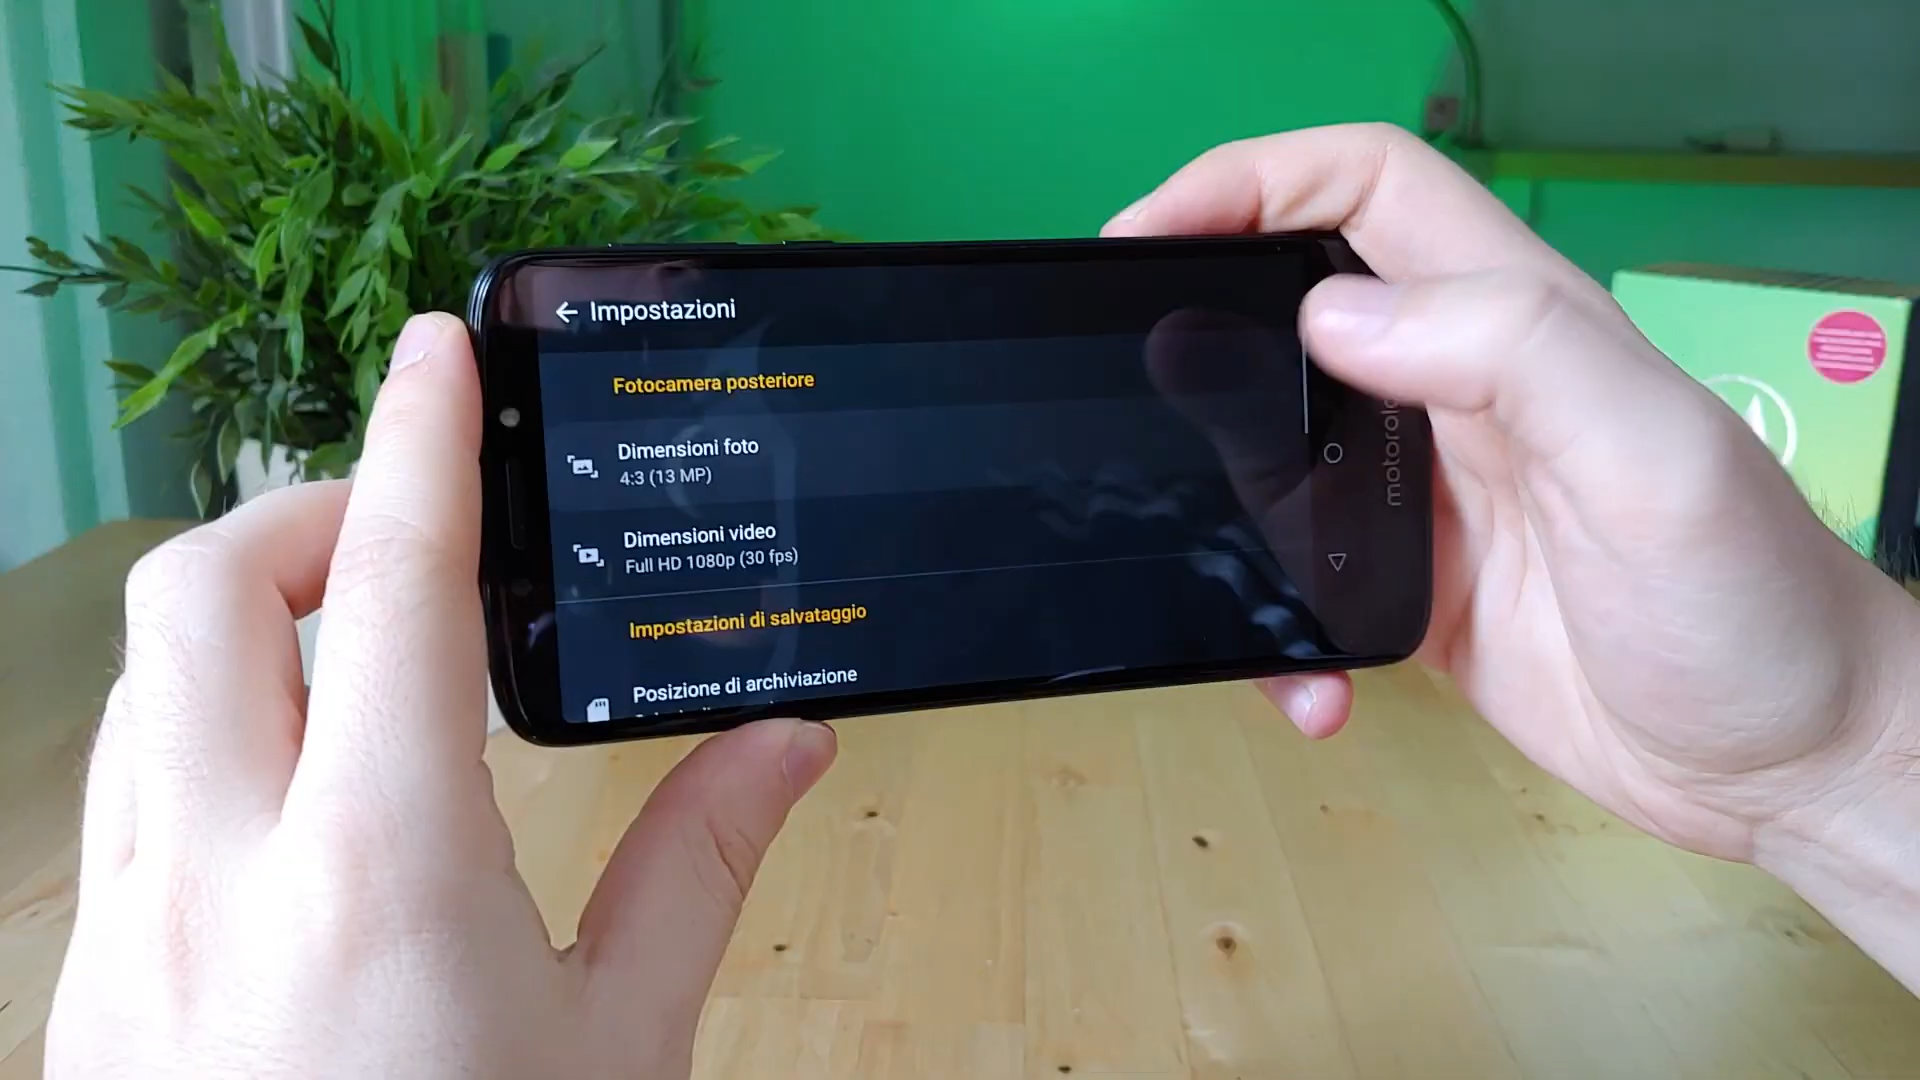 Impostazioni
Fotocamera posteriore
Dimensioni foto
4:3 (13 MP)
Dimensioni video
Full HD 1080p (30 fps)
Impostazioni di salvataggio
Posizione di archiviazione
motorola